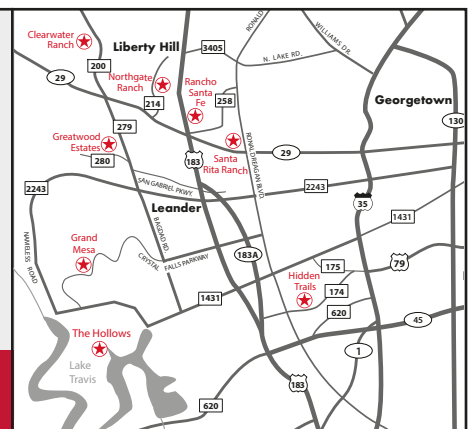 Clearwater
Ranch
Liberty Hill
RONALD
WILLIAMS DR.
3405
N. LAKE RD.
200
29
Northgate
Ranch
Rancho
Santa
Fe
214
258
Georgetown
130
279
Greatwood
Estates
280
183
Santa
Rita Ranch
RONALD REAGAN BLVD.
29
2243
SAN GABRIEL PKWY.
2243
35
Leander
1431
NAMELESS ROAD
BAGDAD RD.
Grand
Mesa
CRYSTAL FALLS PARKWAY
183A
175
79
Hidden
Trails
174
1431
620
45
The Hollows
Lake
Travis
1
183
620